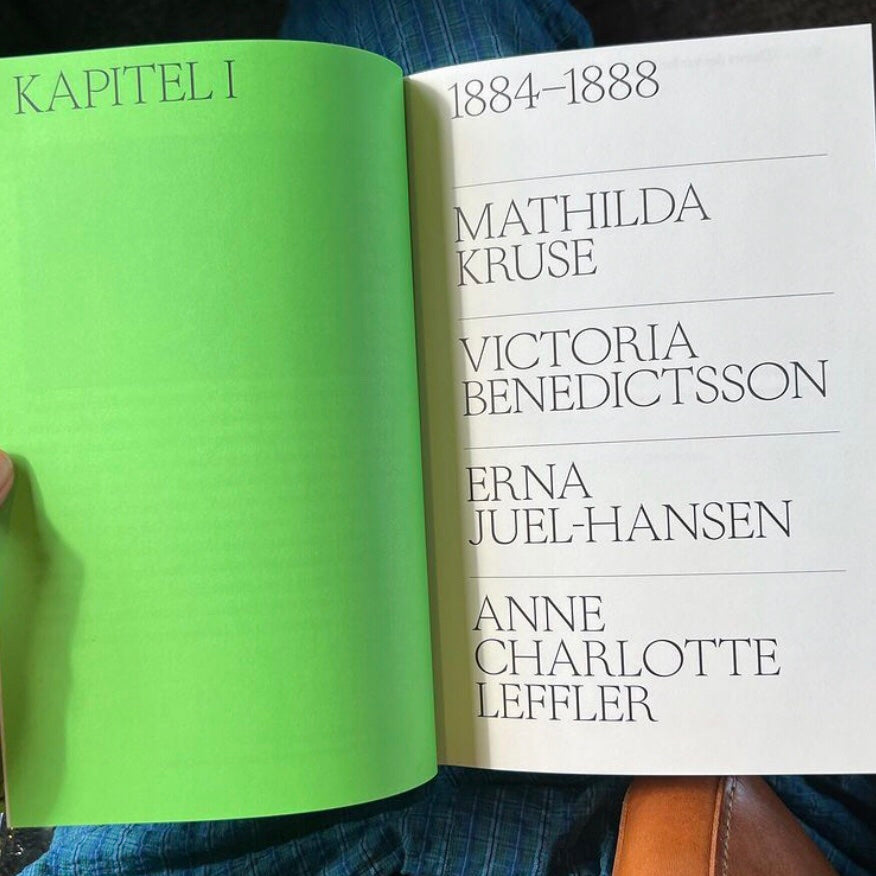 KAPITEL I
1884–1888
MATHILDA
KRUSE
VICTORIA
BENEDICTSSON
ERNA
JUEL-HANSEN
ANNE
CHARLOTTE
LEFFLER